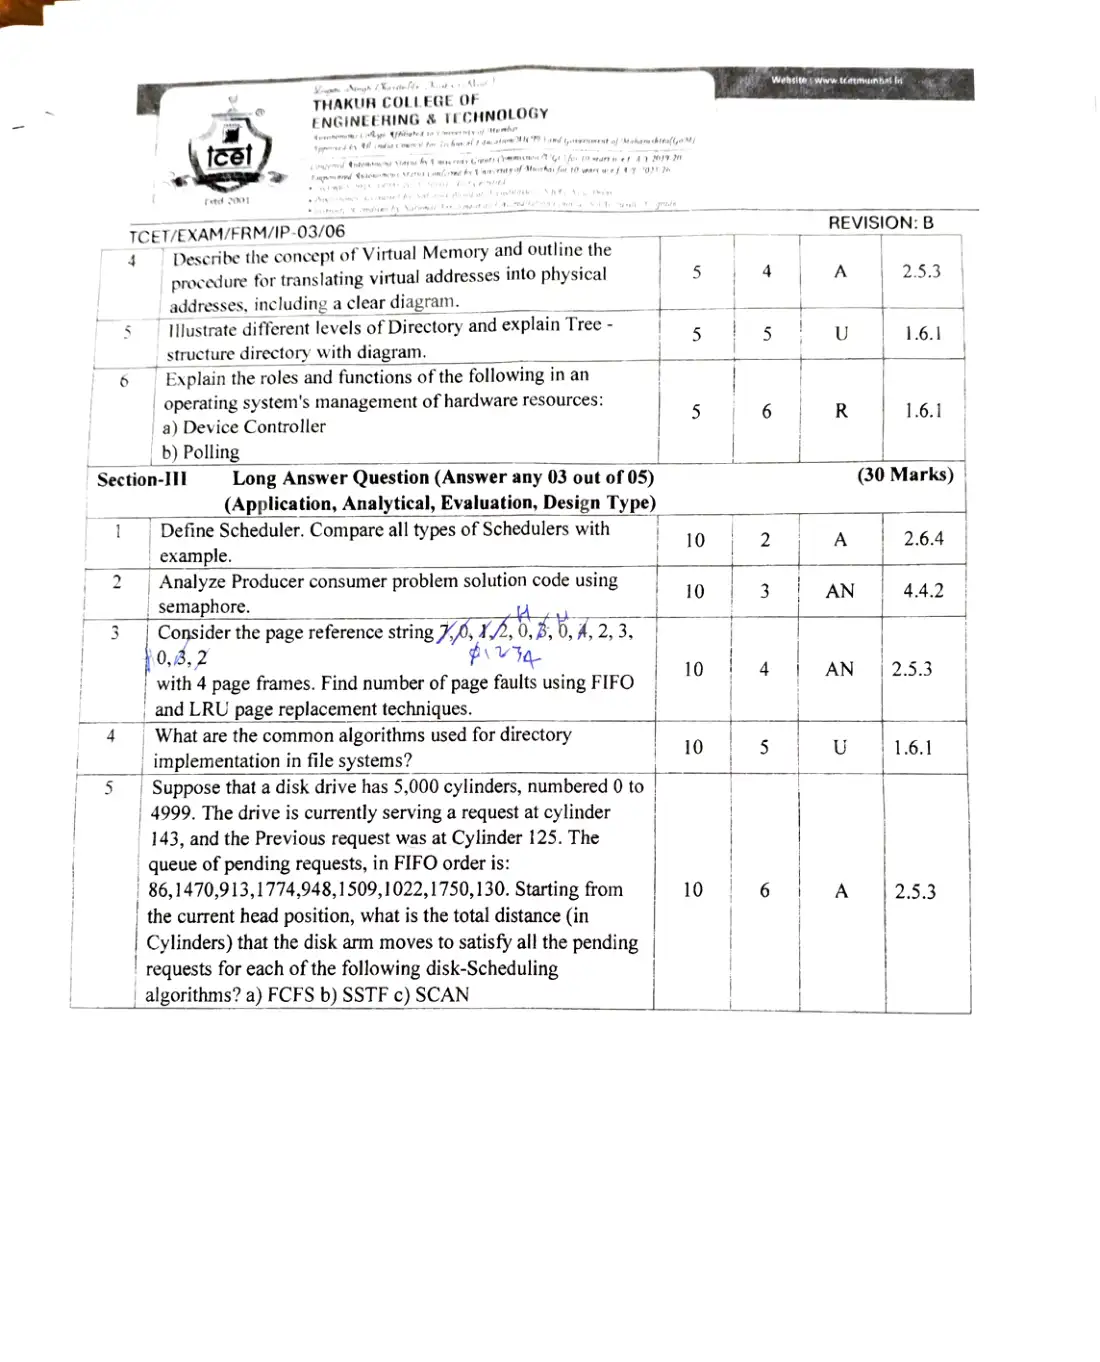 Website : www.tcetmumbai.in
THAKUR COLLEGE OF
ENGINEERING & TECHNOLOGY
tcet
Estd 2001
TCET/EXAM/FRM/IP-03/06 REVISION: B
4 Describe the concept of Virtual Memory and outline the
procedure for translating virtual addresses into physical
addresses, including a clear diagram.
5 4 A 2.5.3
5 Illustrate different levels of Directory and explain Tree -
structure directory with diagram.
5 5 U 1.6.1
6 Explain the roles and functions of the following in an
operating system's management of hardware resources:
a) Device Controller
b) Polling
5 6 R 1.6.1
Section-III Long Answer Question (Answer any 03 out of 05) (30 Marks)
(Application, Analytical, Evaluation, Design Type)
1 Define Scheduler. Compare all types of Schedulers with
example.
10 2 A 2.6.4
2 Analyze Producer consumer problem solution code using
semaphore.
10 3 AN 4.4.2
H H
3 Consider the page reference string 7, 0, 1, 2, 0, 3, 0, 4, 2, 3,
0, 3, 2
with 4 page frames. Find number of page faults using FIFO
and LRU page replacement techniques.
10 4 AN 2.5.3
4 What are the common algorithms used for directory
implementation in file systems?
10 5 U 1.6.1
5 Suppose that a disk drive has 5,000 cylinders, numbered 0 to
4999. The drive is currently serving a request at cylinder
143, and the Previous request was at Cylinder 125. The
queue of pending requests, in FIFO order is:
86,1470,913,1774,948,1509,1022,1750,130. Starting from
the current head position, what is the total distance (in
Cylinders) that the disk arm moves to satisfy all the pending
requests for each of the following disk-Scheduling
algorithms? a) FCFS b) SSTF c) SCAN
10 6 A 2.5.3